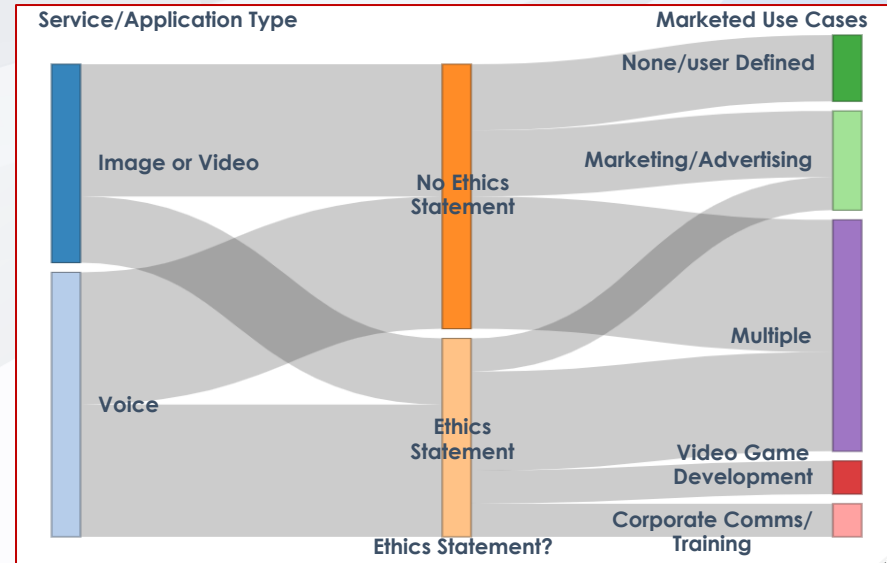 Service/Application Type
Marketed Use Cases
None/user Defined
Image or Video
Marketing/Advertising
No Ethics
Statement
Multiple
Voice
Ethics
Statement
Video Game
Development
Corporate Comms/
Training
Ethics Statement?